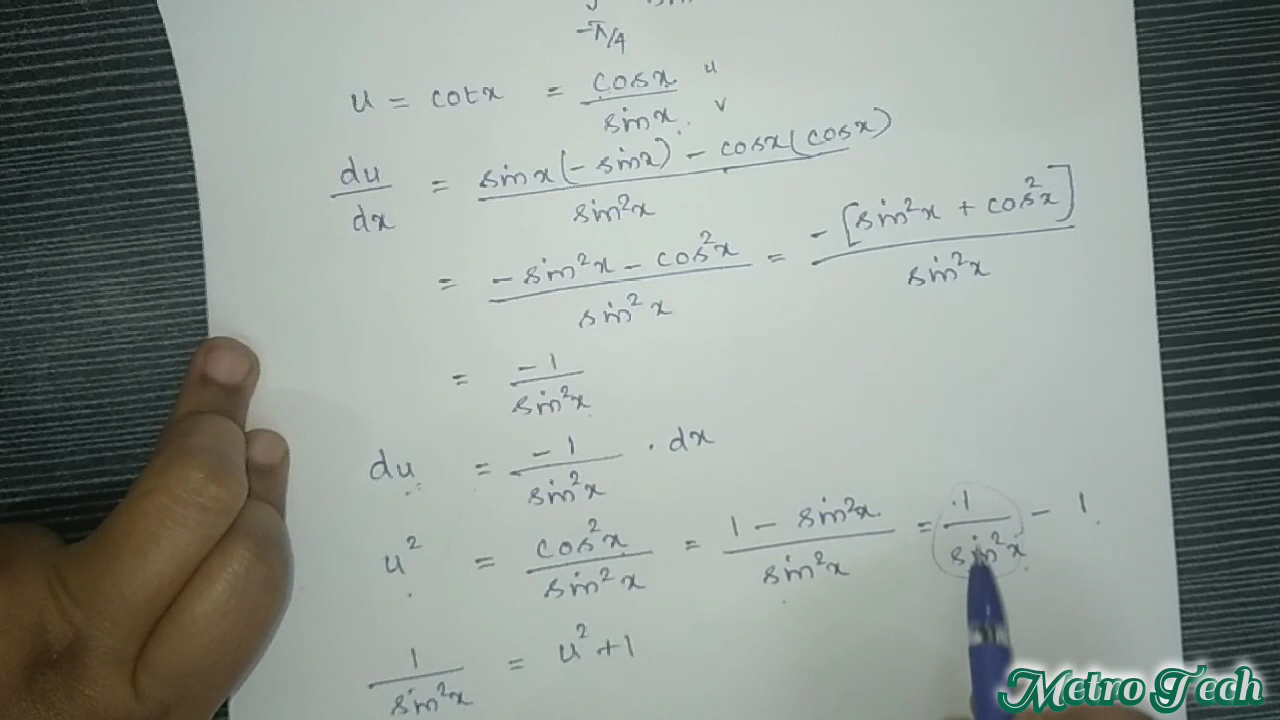 -π/4
u = cotx = cosx / sinx u v
du/dx = sinx(-sinx) - cosx(cosx) / sin²x
= -sin²x - cos²x / sin²x = -[sin²x + cos²x] / sin²x
= -1 / sin²x
du = -1 / sin²x . dx
u² = cos²x / sin²x = 1 - sin²x / sin²x = 1 / sin²x - 1
1 / sin²x = u² + 1
Metro Tech